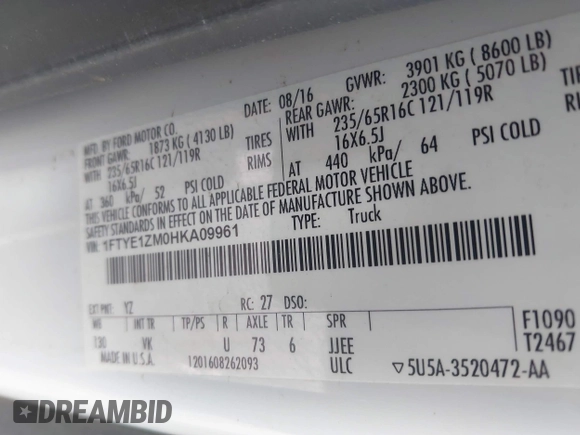 MFD. BY FORD MOTOR CO.
DATE: 08/16
GVWR: 3901 KG ( 8600 LB)
FRONT GAWR: 1873 KG ( 4130 LB)
REAR GAWR: 2300 KG ( 5070 LB)
WITH 235/65R16C 121/119R TIRES
WITH 235/65R16C 121/119R TIRES
16X6.5J RIMS
16X6.5J RIMS
AT 360 kPa/ 52 PSI COLD
AT 440 kPa/ 64 PSI COLD
THIS VEHICLE CONFORMS TO ALL APPLICABLE FEDERAL MOTOR VEHICLE
SAFETY STANDARDS IN EFFECT ON THE DATE OF MANUFACTURE SHOWN ABOVE.
VIN: 1FTYE1ZM0HKA09961
TYPE: Truck
EXT PNT: YZ RC: 27 DSO:
WB INT TR TP/PS R AXLE TR SPR
130 VK U 73 6 JJEE
F1090
T2467
MADE IN U.S.A. 1201608262093 ULC ▽5U5A-3520472-AA
DREAMBID